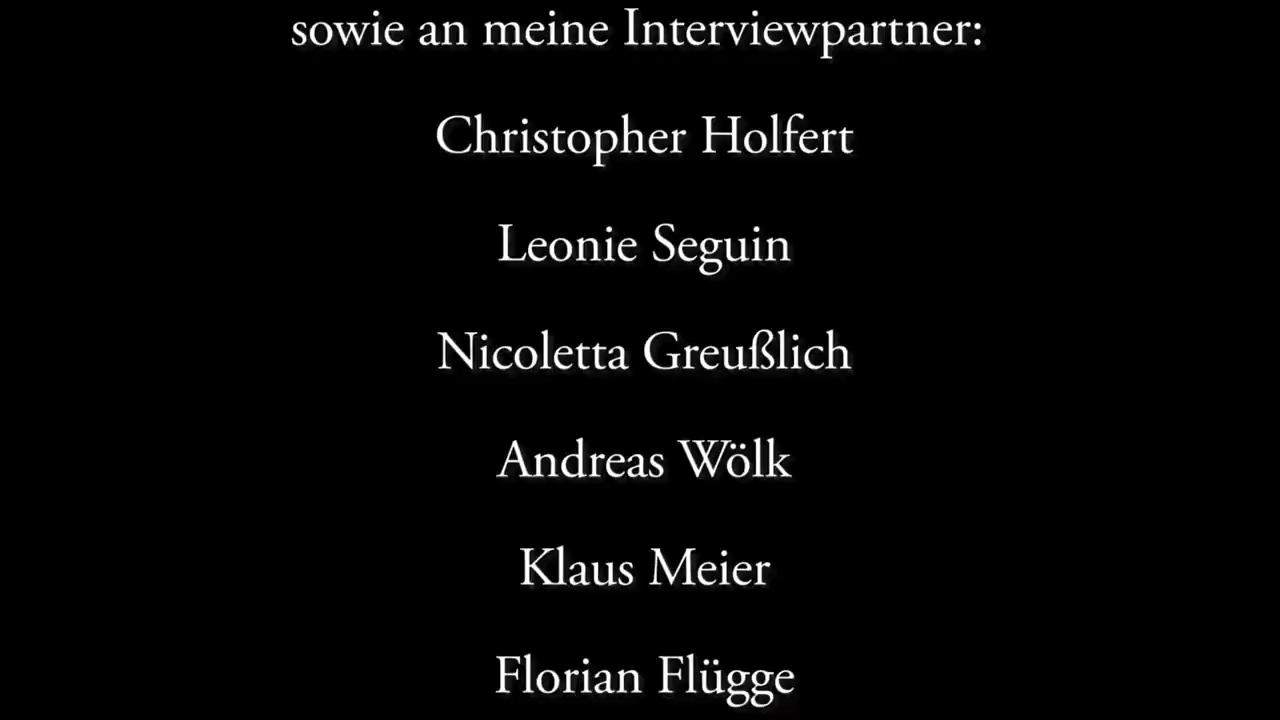 sowie an meine Interviewpartner:
Christopher Holfert
Leonie Seguin
Nicoletta Greußlich
Andreas Wölk
Klaus Meier
Florian Flügge